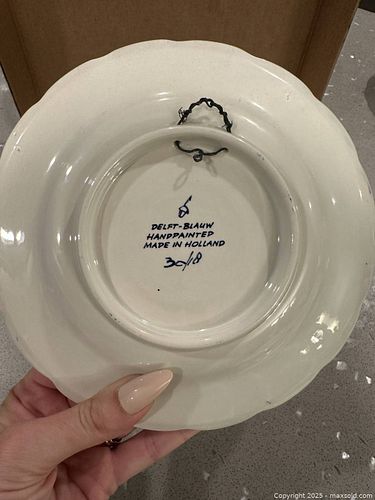 DELFT-BLAUW
HANDPAINTED
MADE IN HOLLAND
30/18
Copyright 2025 - maxsold.com